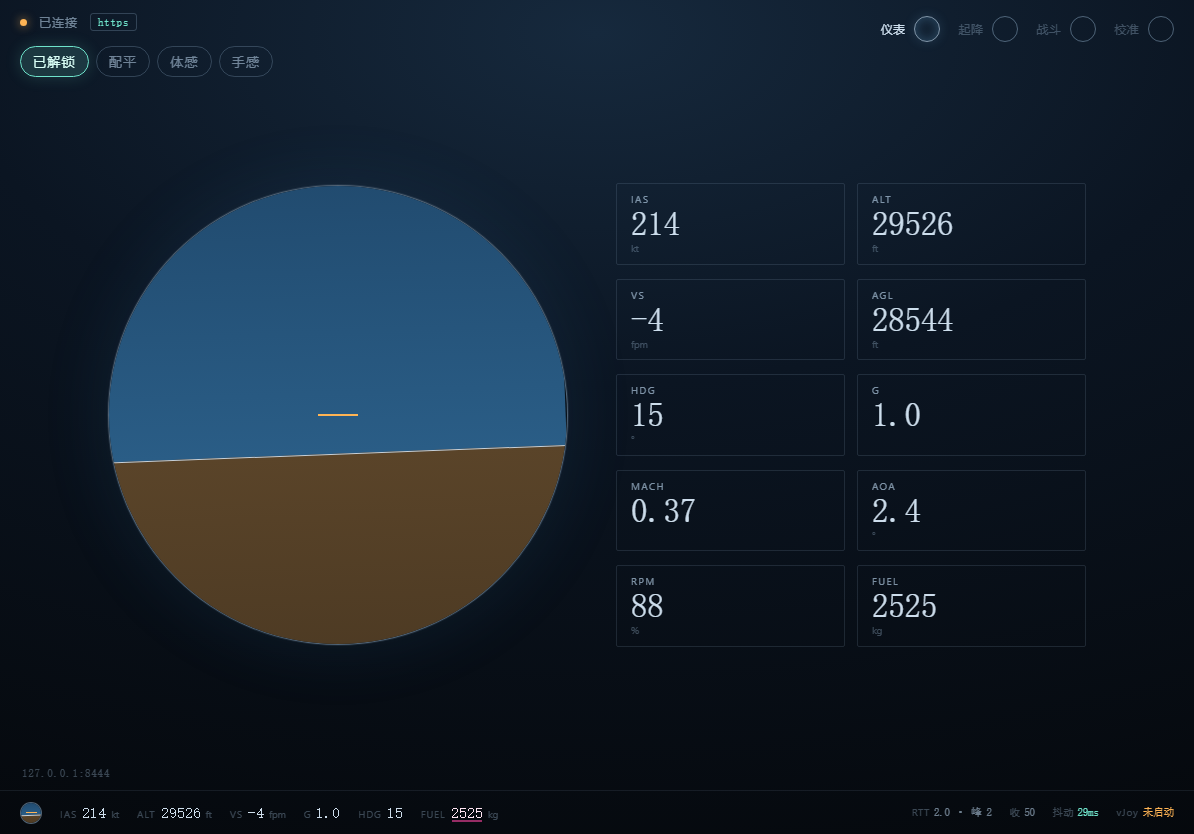 已连接 https
仪表 起降 战斗 校准
已解锁 配平 体感 手感
IAS
214
kt
ALT
29526
ft
VS
-4
fpm
AGL
28544
ft
HDG
15
°
G
1.0
MACH
0.37
AOA
2.4
°
RPM
88
%
FUEL
2525
kg
127.0.0.1:8444
IAS 214 kt ALT 29526 ft VS -4 fpm G 1.0 HDG 15 FUEL 2525 kg
RTT 2.0 · 峰 2 收 50 抖动 29ms vJoy 未启动